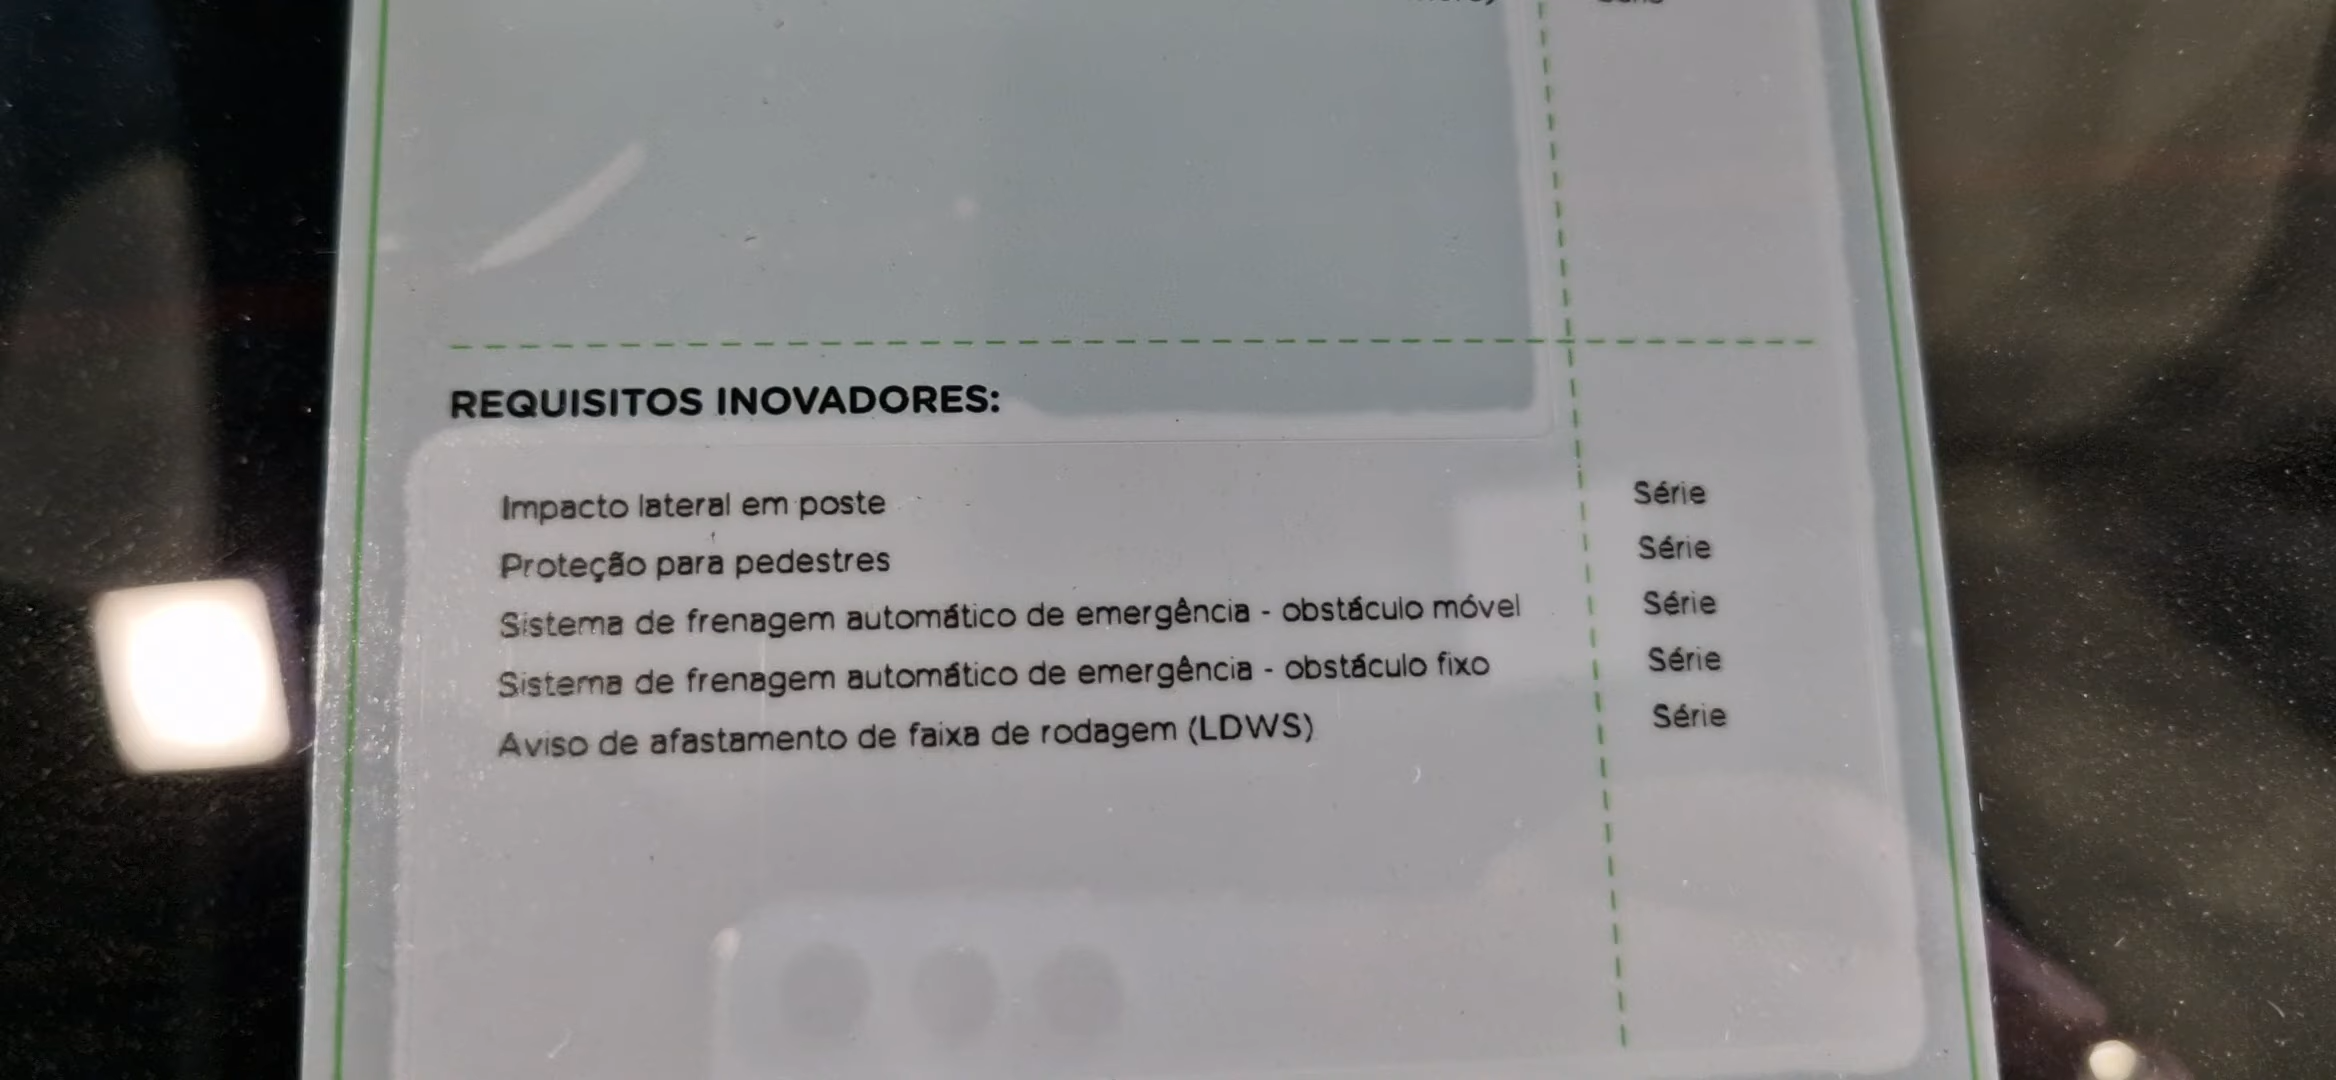 REQUISITOS INOVADORES:
Impacto lateral em poste Série
Proteção para pedestres Série
Sistema de frenagem automático de emergência - obstáculo móvel Série
Sistema de frenagem automático de emergência - obstáculo fixo Série
Aviso de afastamento de faixa de rodagem (LDWS) Série